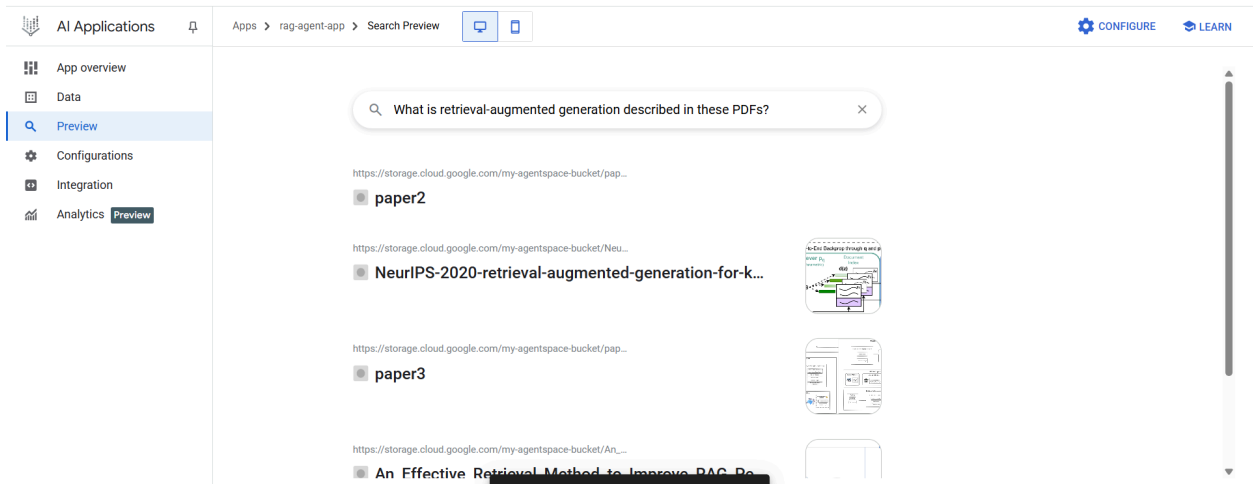 AI Applications
Apps > rag-agent-app > Search Preview
CONFIGURE
LEARN
App overview
Data
Preview
Configurations
Integration
Analytics Preview
What is retrieval-augmented generation described in these PDFs?
https://storage.cloud.google.com/my-agentspace-bucket/pap...
paper2
https://storage.cloud.google.com/my-agentspace-bucket/Neu...
NeurIPS-2020-retrieval-augmented-generation-for-k...
https://storage.cloud.google.com/my-agentspace-bucket/pap...
paper3
https://storage.cloud.google.com/my-agentspace-bucket/An_...
An_Effective_Retrieval_Method_to_Improve_RAG_Pe...